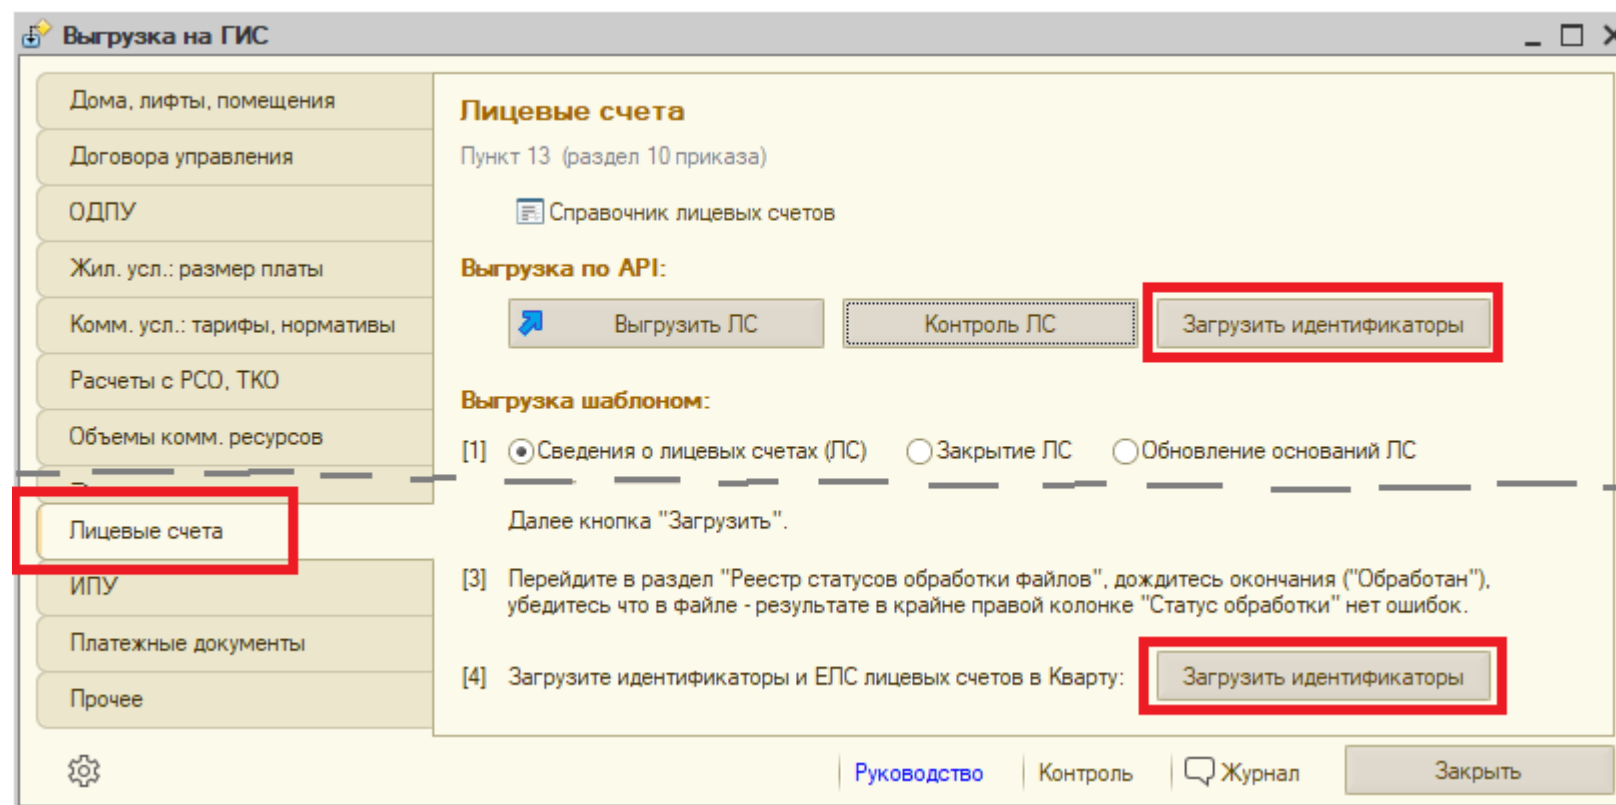 Выгрузка на ГИС
Дома, лифты, помещения
Договора управления
ОДПУ
Жил. усл.: размер платы
Комм. усл.: тарифы, нормативы
Расчеты с РСО, ТКО
Объемы комм. ресурсов
Лицевые счета
ИПУ
Платежные документы
Прочее
Лицевые счета
Пункт 13 (раздел 10 приказа)
Справочник лицевых счетов
Выгрузка по API:
Выгрузить ЛС Контроль ЛС Загрузить идентификаторы
Выгрузка шаблоном:
[1] Сведения о лицевых счетах (ЛС) Закрытие ЛС Обновление оснований ЛС
Далее кнопка "Загрузить".
[3] Перейдите в раздел "Реестр статусов обработки файлов", дождитесь окончания ("Обработан"),
убедитесь что в файле - результате в крайне правой колонке "Статус обработки" нет ошибок.
[4] Загрузите идентификаторы и ЕЛС лицевых счетов в Кварту: Загрузить идентификаторы
Руководство Контроль Журнал Закрыть